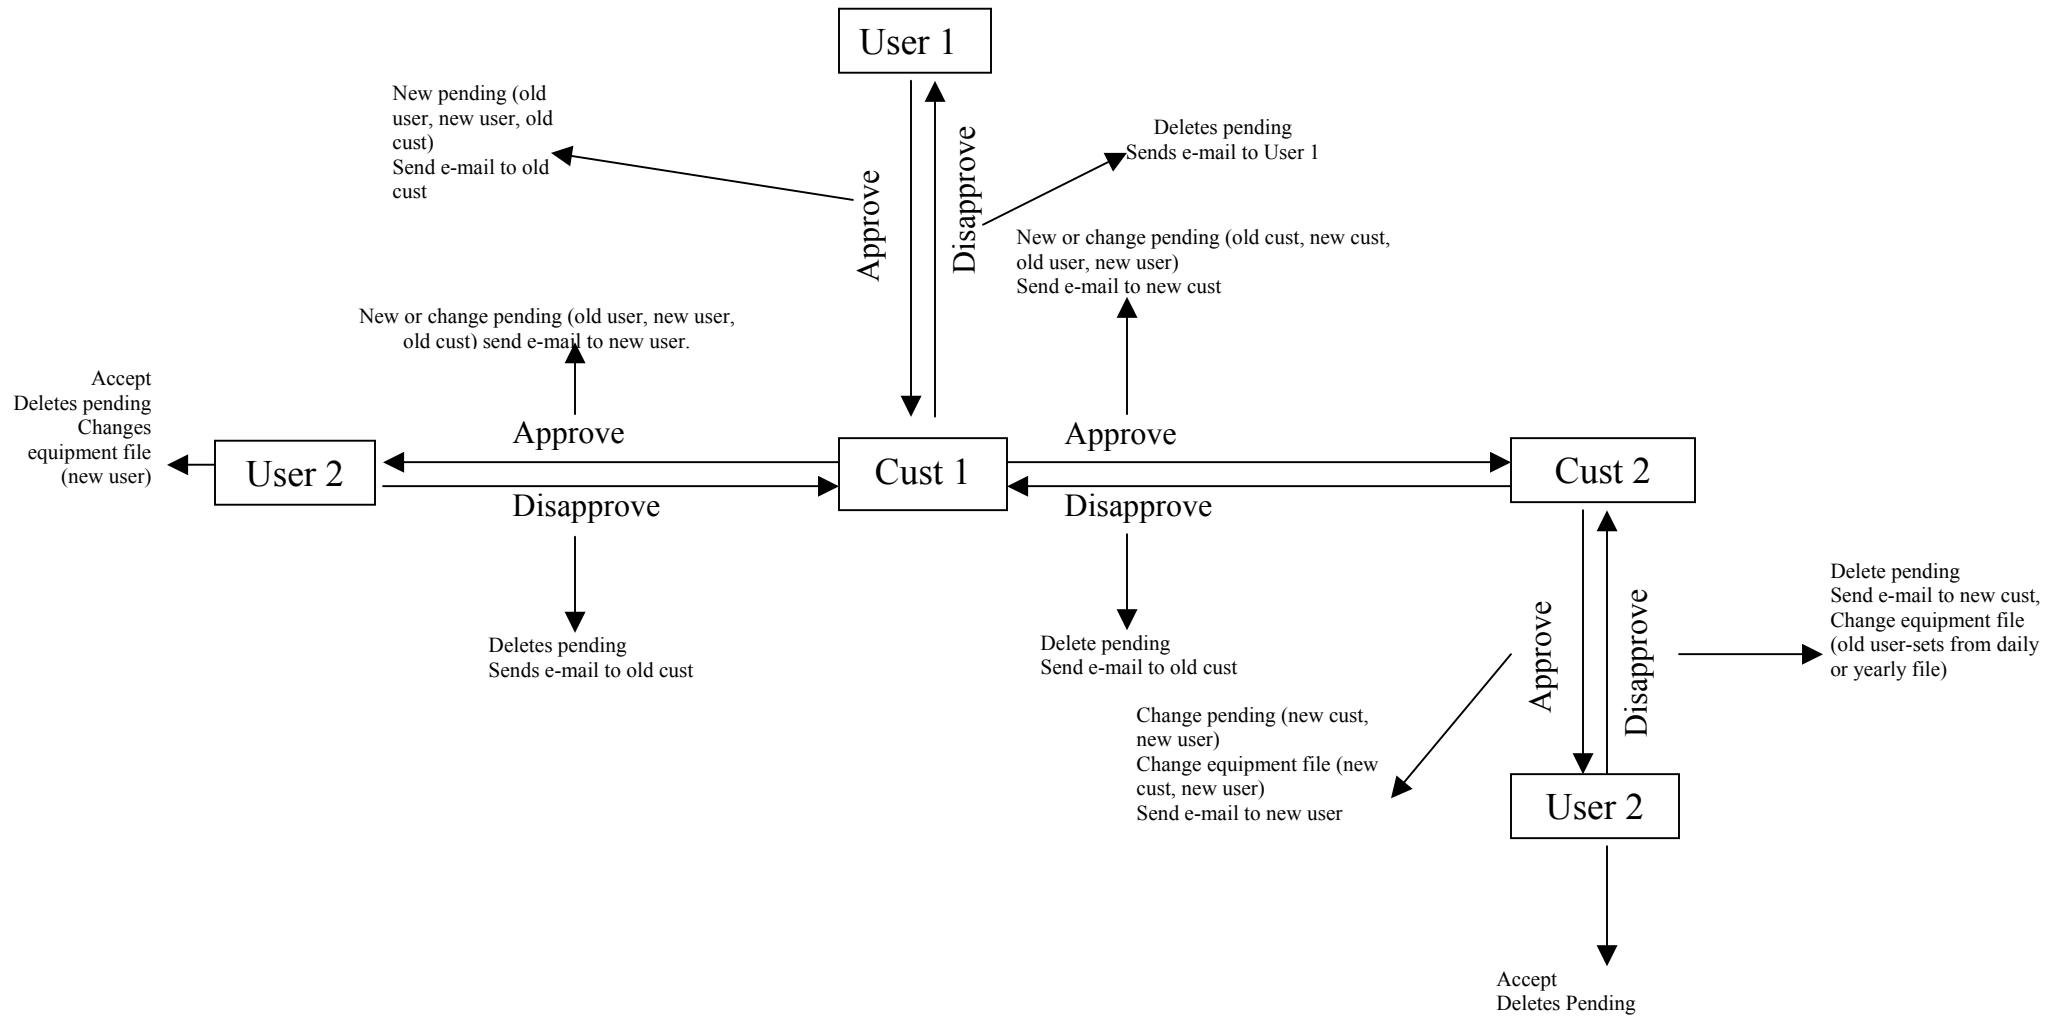 User 1
New pending (old
user, new user, old
cust)
Send e-mail to old
cust
Deletes pending
Sends e-mail to User 1
Approve
Disapprove
New or change pending (old cust, new cust,
old user, new user)
Send e-mail to new cust
New or change pending (old user, new user,
old cust) send e-mail to new user.
Accept
Deletes pending
Changes
equipment file
(new user)
User 2
Approve
Disapprove
Cust 1
Approve
Disapprove
Cust 2
Deletes pending
Sends e-mail to old cust
Delete pending
Send e-mail to old cust
Approve
Disapprove
Delete pending
Send e-mail to new cust,
Change equipment file
(old user-sets from daily
or yearly file)
Change pending (new cust,
new user)
Change equipment file (new
cust, new user)
Send e-mail to new user
User 2
Accept
Deletes Pending